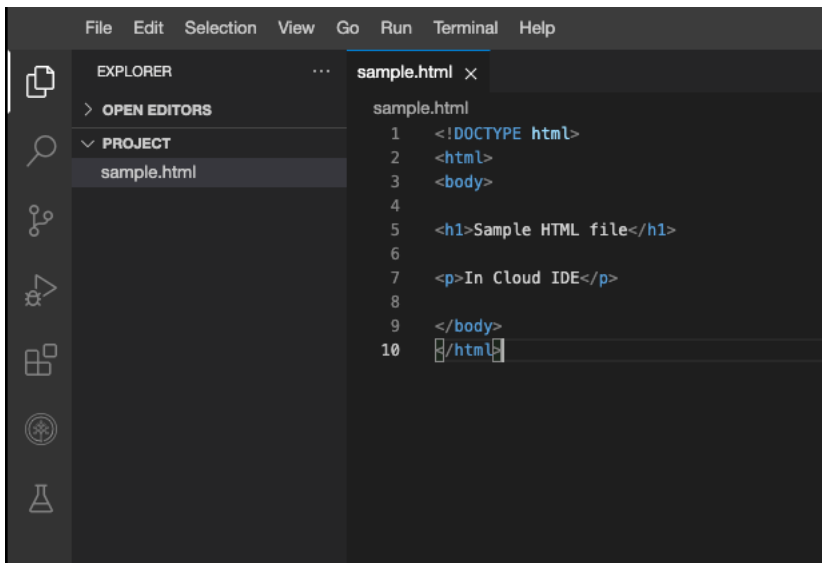 File Edit Selection View Go Run Terminal Help
EXPLORER ...
OPEN EDITORS
PROJECT
sample.html
sample.html ×
sample.html
1 <!DOCTYPE html>
2 <html>
3 <body>
4
5 <h1>Sample HTML file</h1>
6
7 <p>In Cloud IDE</p>
8
9 </body>
10 </html>